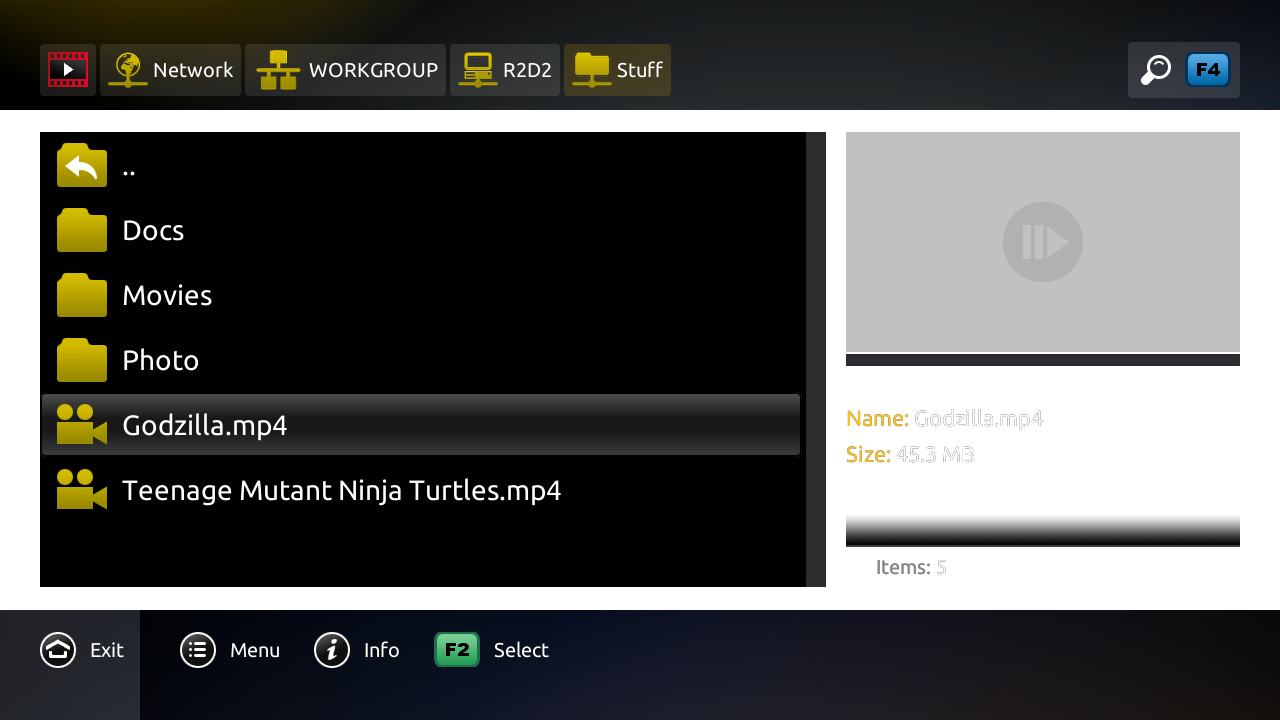 Network WORKGROUP R2D2 Stuff F4
..
Docs
Movies
Photo
Godzilla.mp4
Teenage Mutant Ninja Turtles.mp4
Name: Godzilla.mp4
Size: 45.3 MB
Items: 5
Exit Menu Info F2 Select